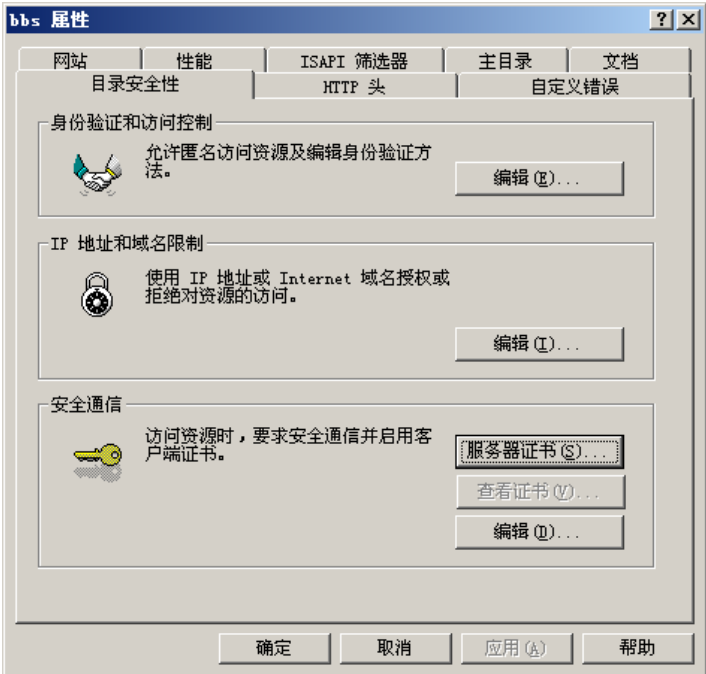 bbs 属性
网站
性能
ISAPI 筛选器
主目录
文档
目录安全性
HTTP 头
自定义错误
身份验证和访问控制
允许匿名访问资源及编辑身份验证方
法。
编辑(E)...
IP 地址和域名限制
使用 IP 地址或 Internet 域名授权或
拒绝对资源的访问。
编辑(I)...
安全通信
访问资源时，要求安全通信并启用客
户端证书。
服务器证书(S)...
查看证书(V)...
编辑(D)...
确定
取消
应用(A)
帮助